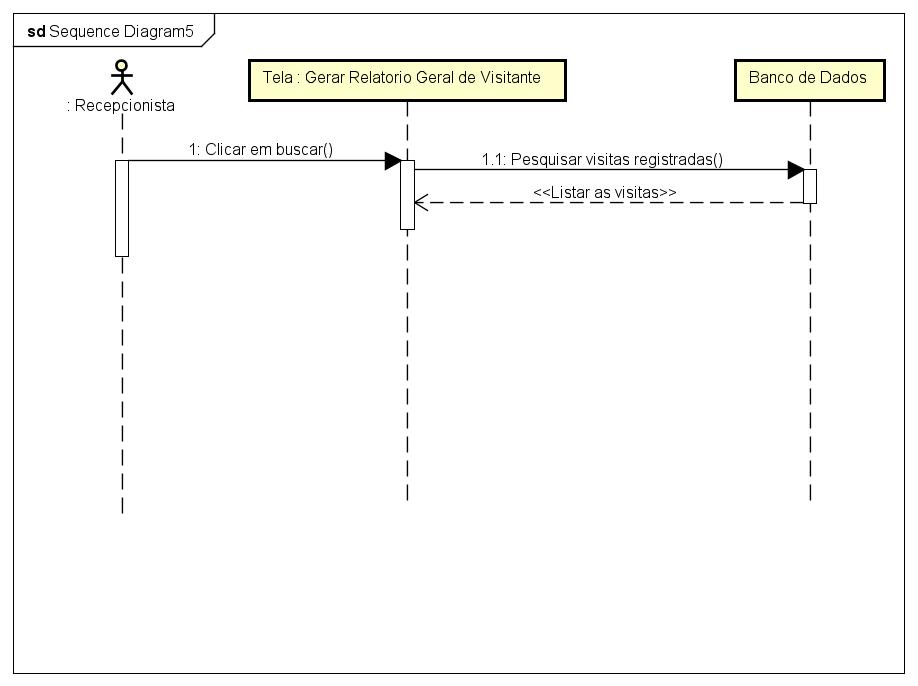 sd Sequence Diagram5
: Recepcionista
Tela : Gerar Relatorio Geral de Visitante
Banco de Dados
1: Clicar em buscar()
1.1: Pesquisar visitas registradas()
<<Listar as visitas>>